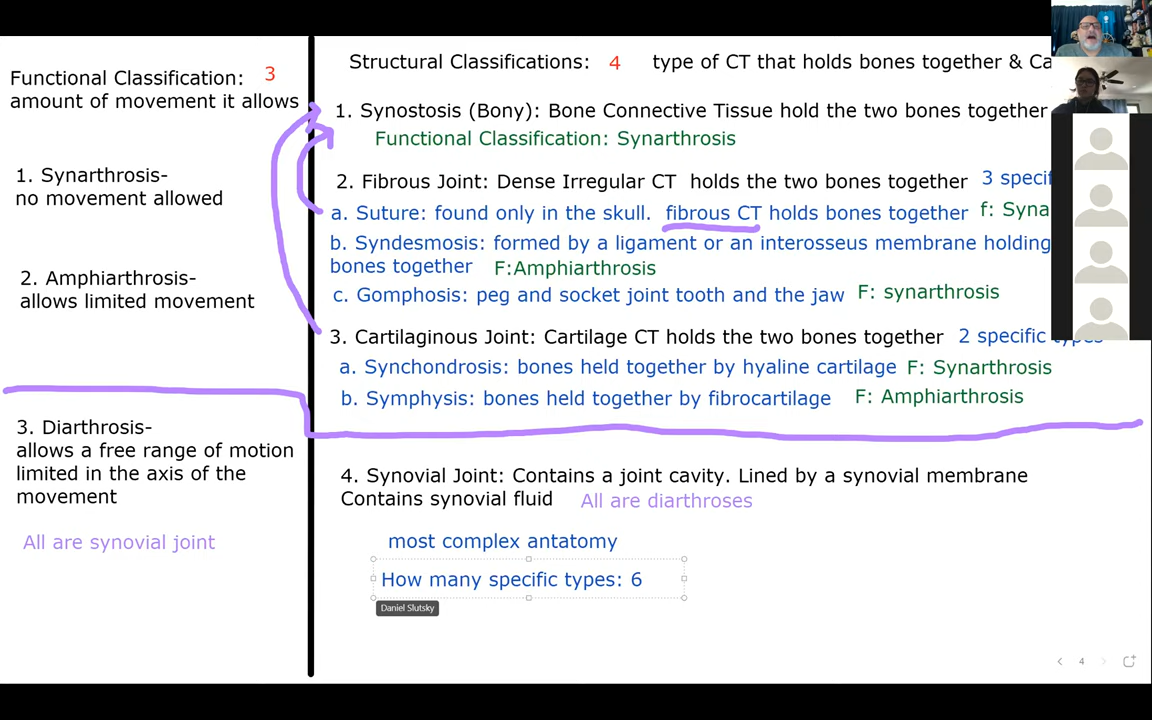 Functional Classification: 3
amount of movement it allows
1. Synarthrosis-
no movement allowed
2. Amphiarthrosis-
allows limited movement
3. Diarthrosis-
allows a free range of motion
limited in the axis of the
movement
All are synovial joint
Structural Classifications: 4 type of CT that holds bones together & Ca
1. Synostosis (Bony): Bone Connective Tissue hold the two bones together
Functional Classification: Synarthrosis
2. Fibrous Joint: Dense Irregular CT holds the two bones together 3 specif
a. Suture: found only in the skull. fibrous CT holds bones together f: Syna
b. Syndesmosis: formed by a ligament or an interosseus membrane holding
bones together F:Amphiarthrosis
c. Gomphosis: peg and socket joint tooth and the jaw F: synarthrosis
3. Cartilaginous Joint: Cartilage CT holds the two bones together 2 specific types
a. Synchondrosis: bones held together by hyaline cartilage F: Synarthrosis
b. Symphysis: bones held together by fibrocartilage F: Amphiarthrosis
4. Synovial Joint: Contains a joint cavity. Lined by a synovial membrane
Contains synovial fluid All are diarthroses
most complex antatomy
How many specific types: 6
Daniel Slutsky
4